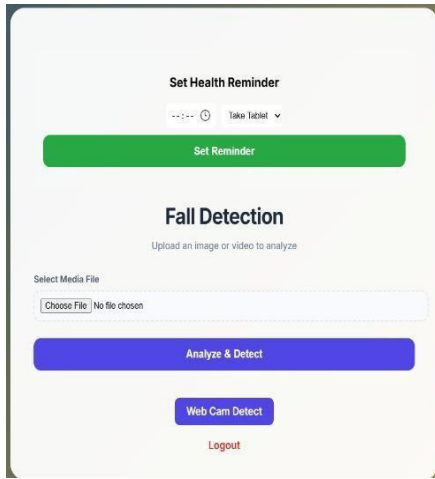 Set Health Reminder
--:-- Take Tablet
Set Reminder
Fall Detection
Upload an image or video to analyze
Select Media File
Choose File No file chosen
Analyze & Detect
Web Cam Detect
Logout